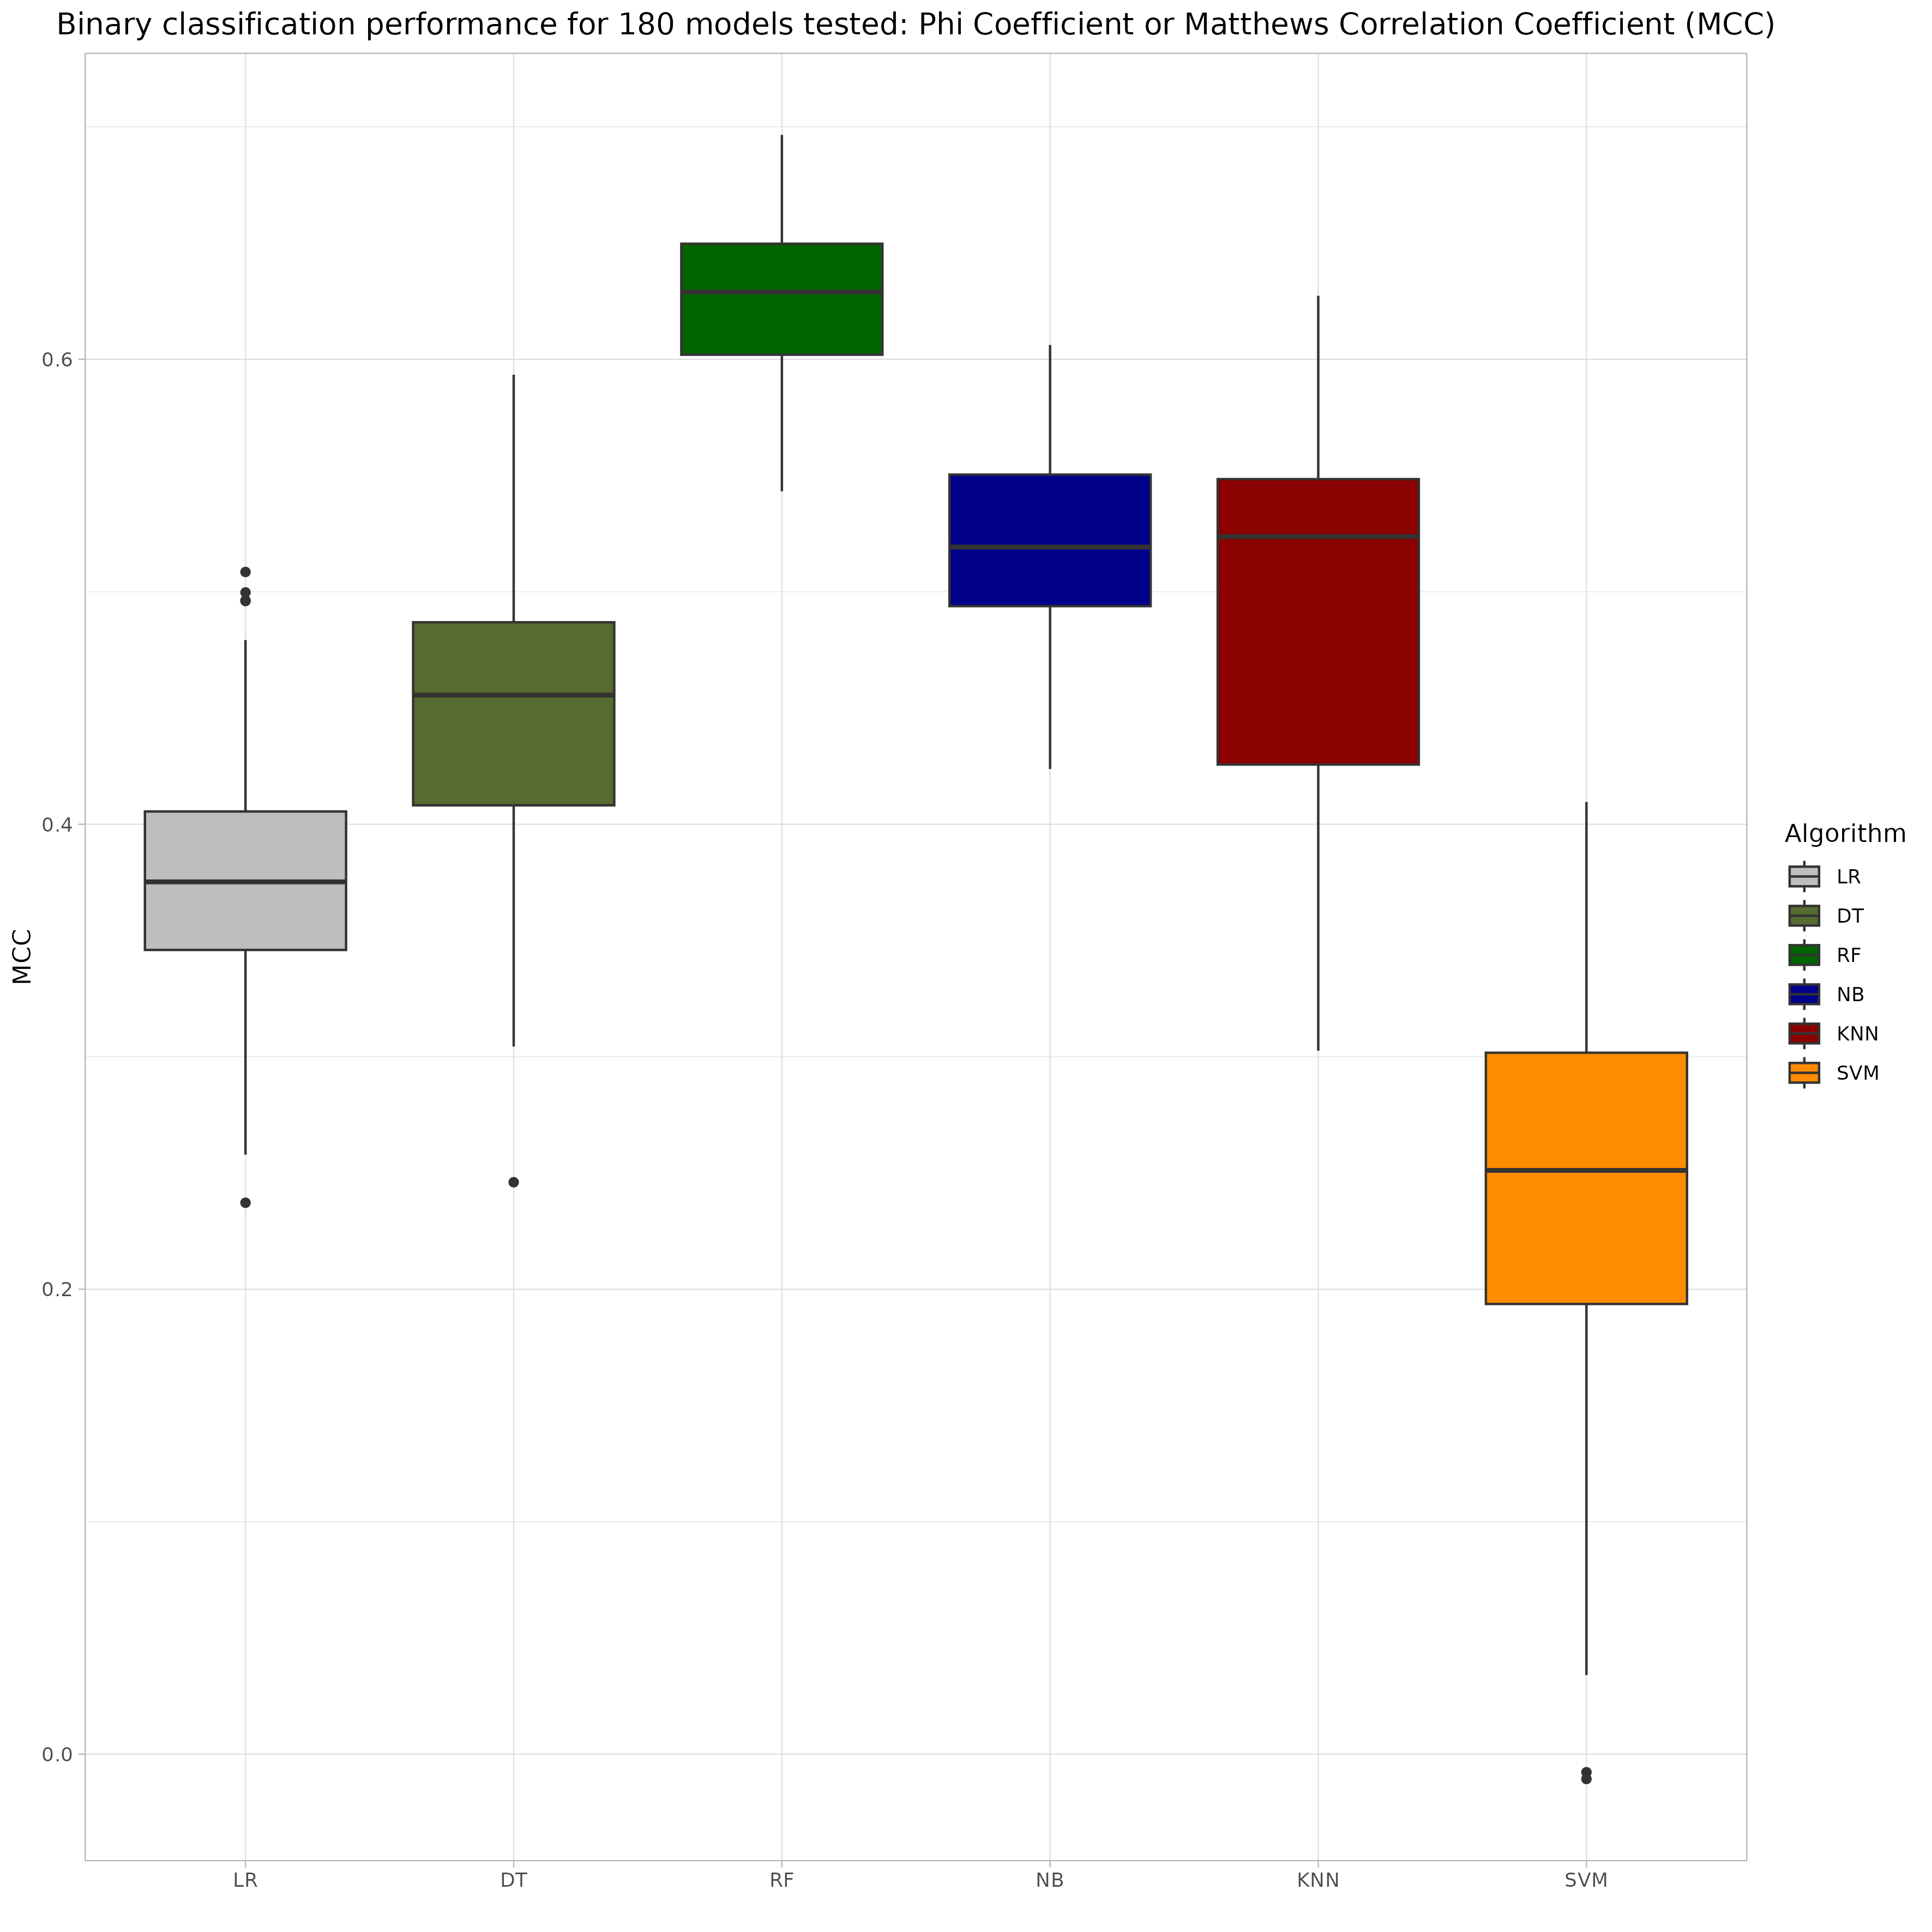 Binary classification performance for 180 models tested: Phi Coefficient or Matthews Correlation Coefficient (MCC)
MCC
0.6
0.4
0.2
0.0
LR DT RF NB KNN SVM
Algorithm
LR
DT
RF
NB
KNN
SVM